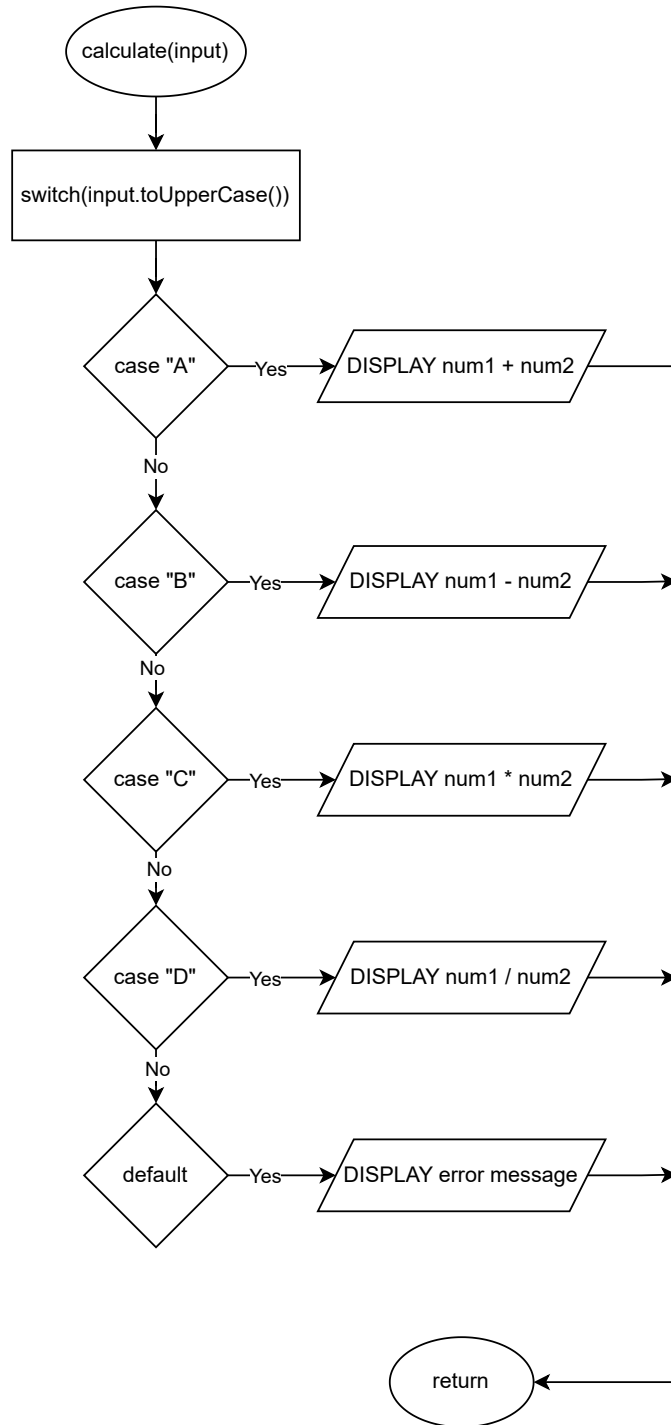 calculate(input)
switch(input.toUpperCase())
case "A"
Yes
DISPLAY num1 + num2
No
case "B"
Yes
DISPLAY num1 - num2
No
case "C"
Yes
DISPLAY num1 * num2
No
case "D"
Yes
DISPLAY num1 / num2
No
default
Yes
DISPLAY error message
return